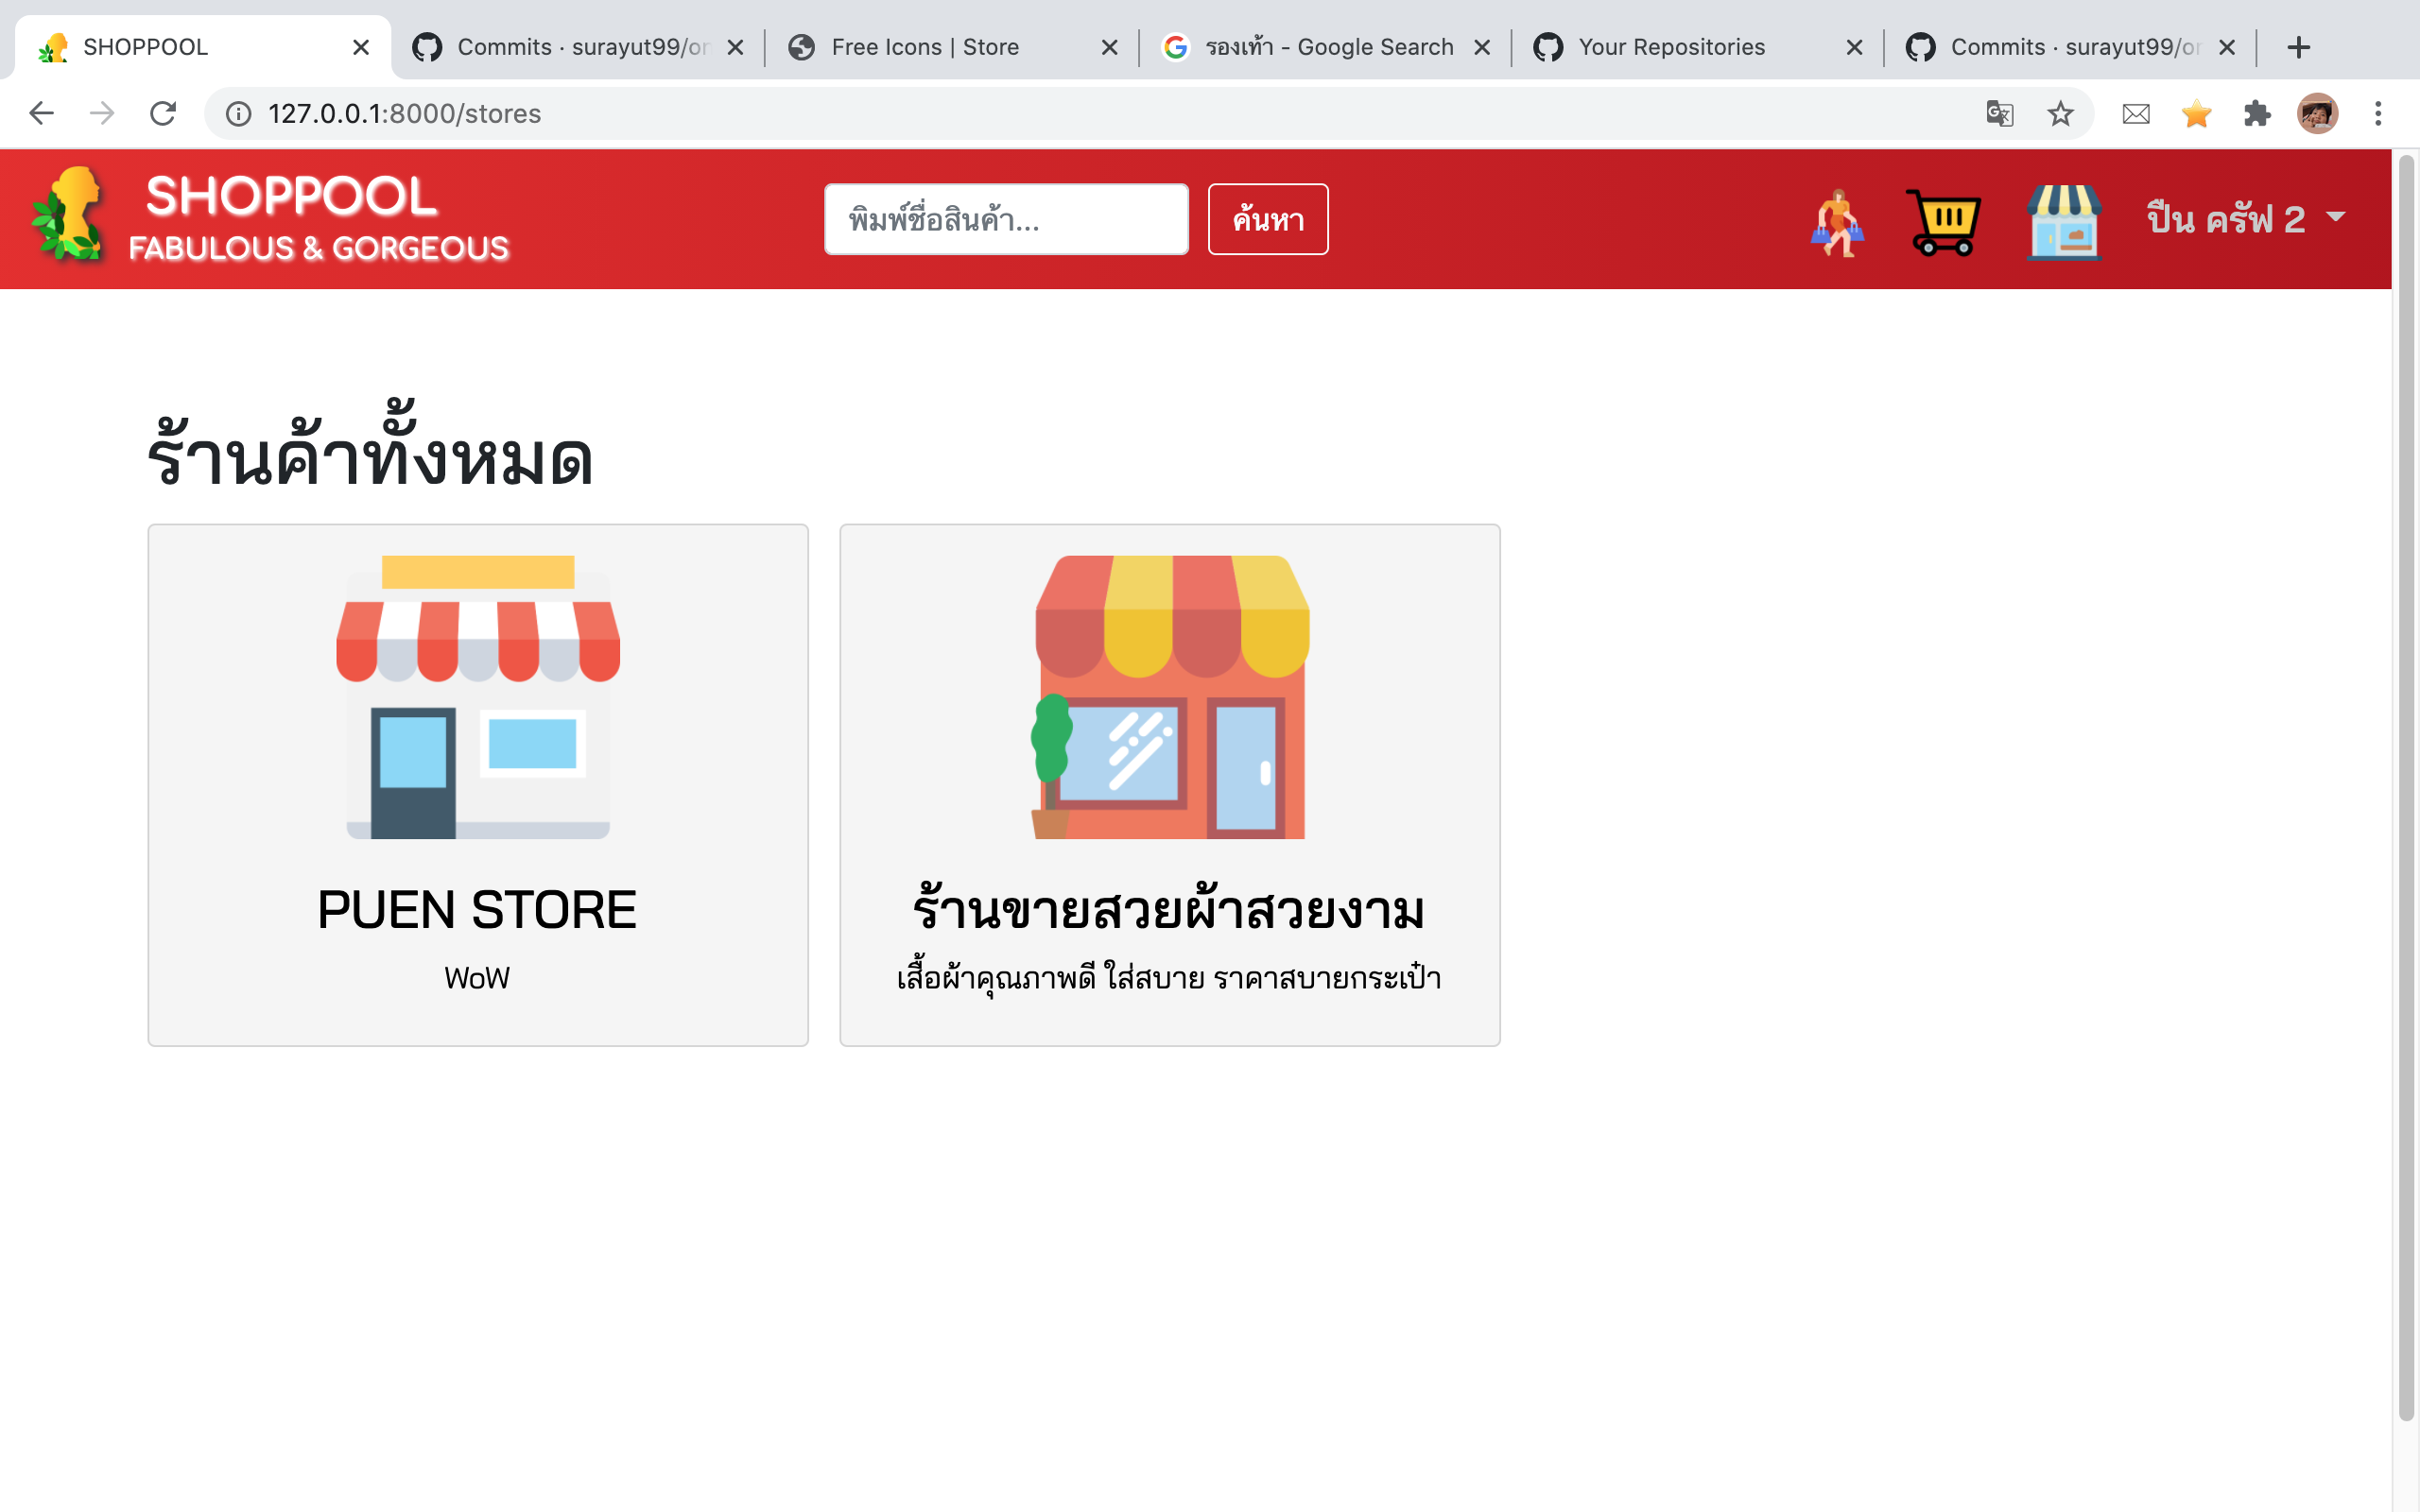 SHOPPOOL
Commits · surayut99/or
Free Icons | Store
รองเท้า - Google Search
Your Repositories
Commits · surayut99/or
127.0.0.1:8000/stores
SHOPPOOL
FABULOUS & GORGEOUS
พิมพ์ชื่อสินค้า...
ค้นหา
ปืน ครัฟ 2
ร้านค้าทั้งหมด
PUEN STORE
WoW
ร้านขายสวยผ้าสวยงาม
เสื้อผ้าคุณภาพดี ใส่สบาย ราคาสบายกระเป๋า